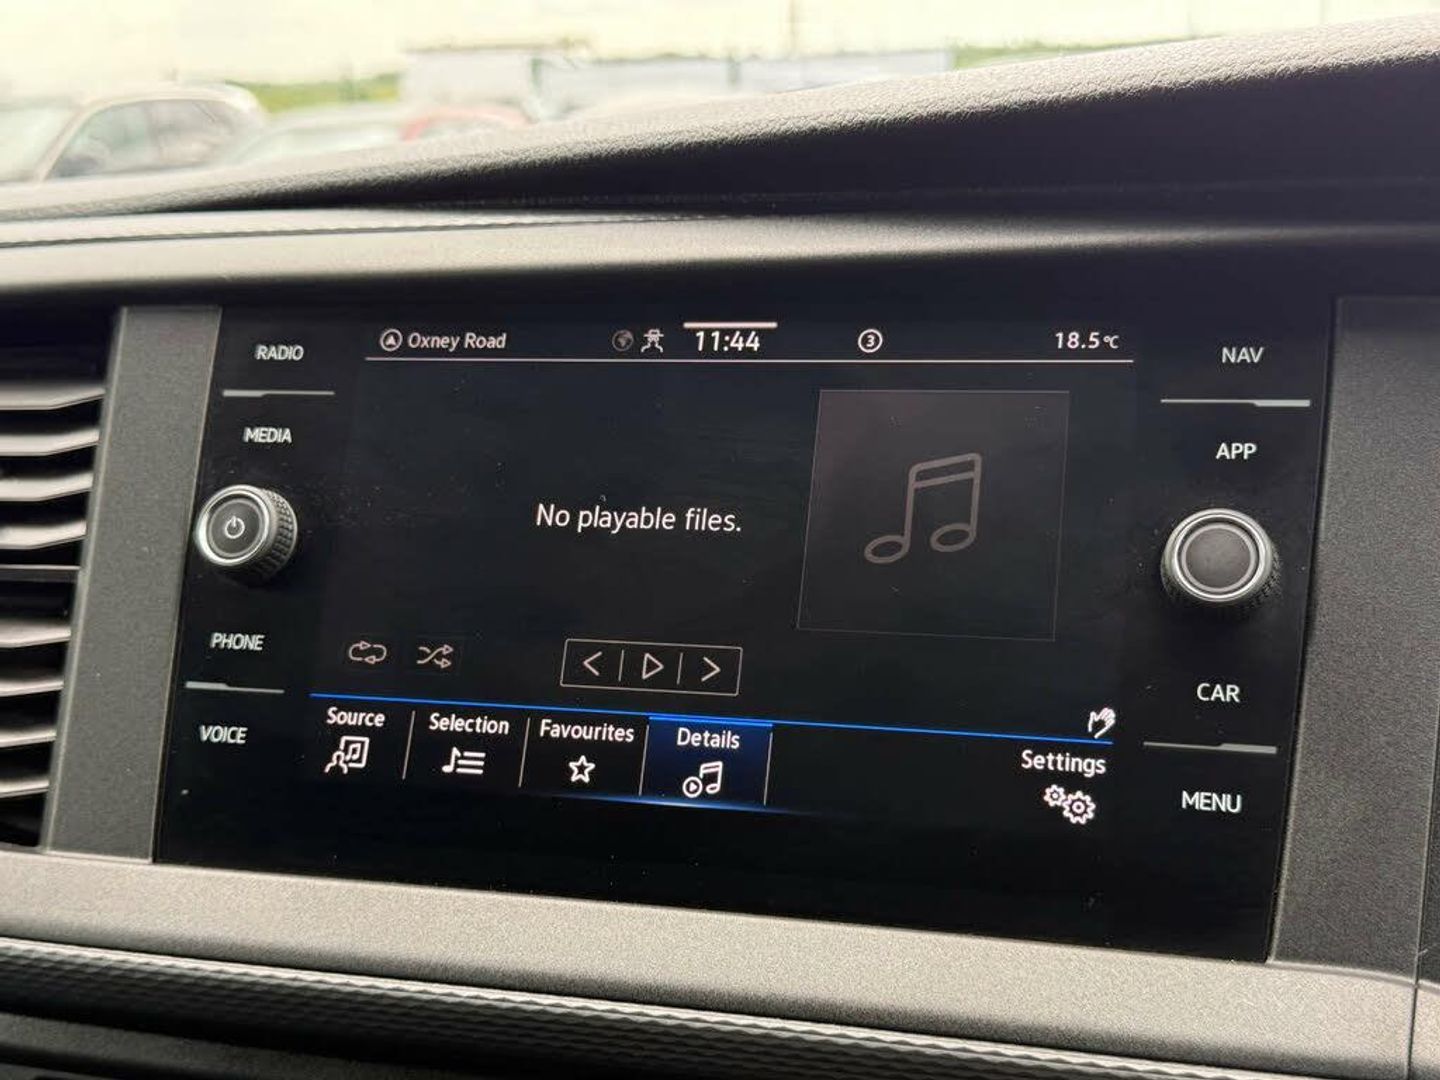 Oxney Road
11:44
3
18.5°C
RADIO
MEDIA
PHONE
VOICE
No playable files.
Source
Selection
Favourites
Details
Settings
NAV
APP
CAR
MENU